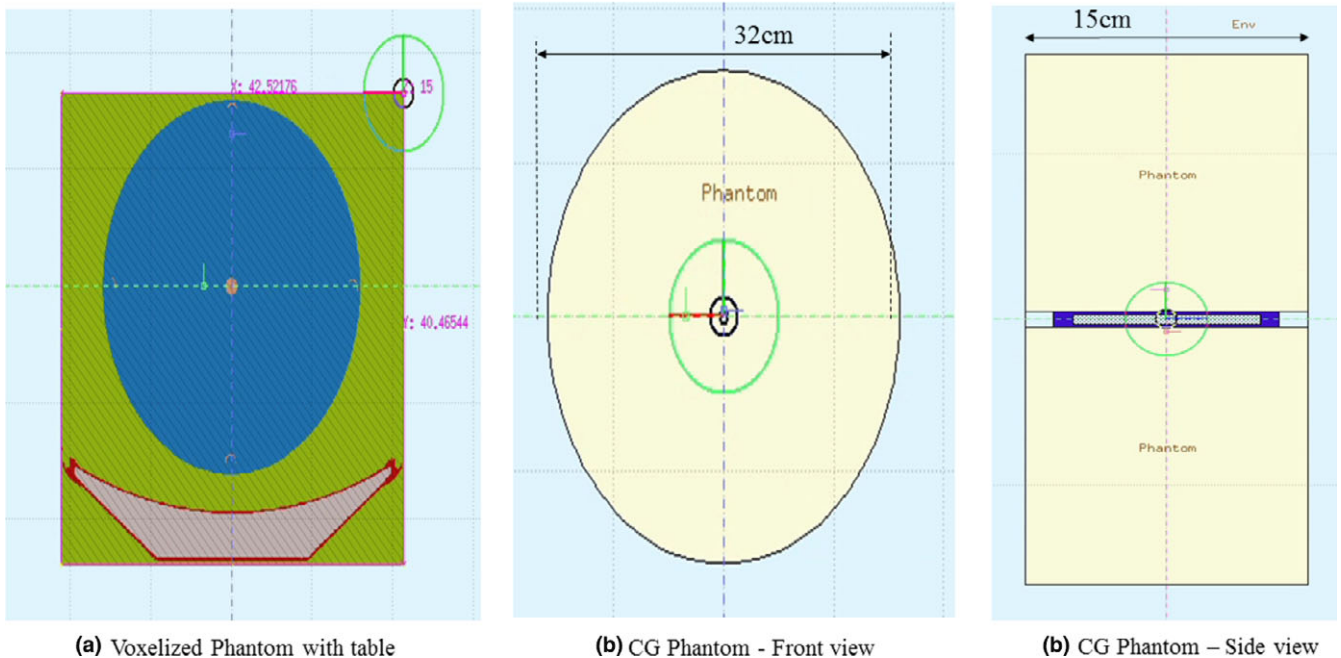 X: 42.52176
15
Y: 40.46544
(a) Voxelized Phantom with table
32cm
Phantom
(b) CG Phantom - Front view
15cm
Env
Phantom
Phantom
(b) CG Phantom – Side view